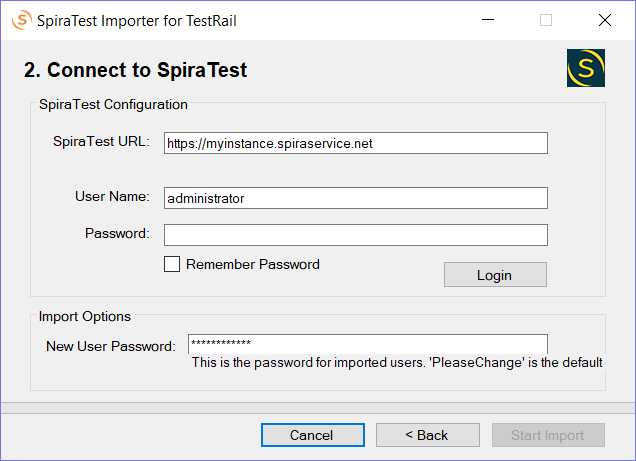 SpiraTest Importer for TestRail
2. Connect to SpiraTest
SpiraTest Configuration
SpiraTest URL: https://myinstance.spiraservice.net
User Name: administrator
Password:
Remember Password
Login
Import Options
New User Password: ************
This is the password for imported users. 'PleaseChange' is the default
Cancel < Back Start Import